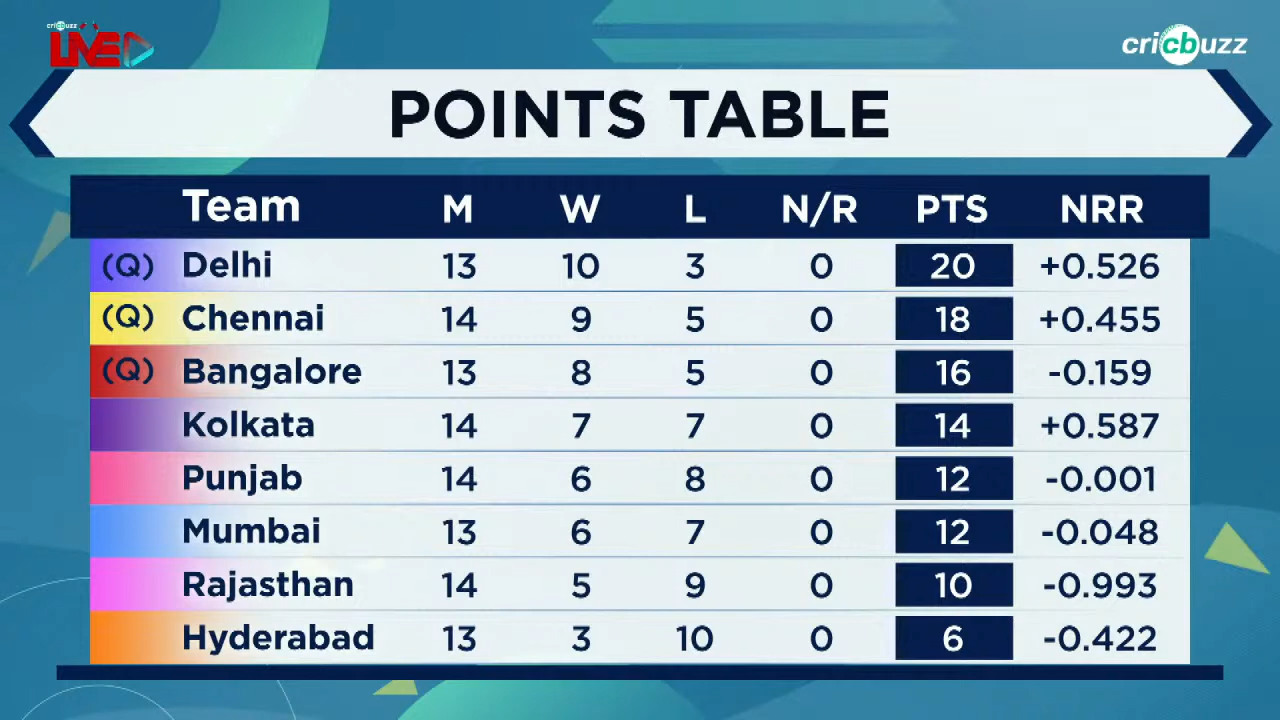 cricbuzz
LIVE
cricbuzz
POINTS TABLE
Team M W L N/R PTS NRR
(Q) Delhi 13 10 3 0 20 +0.526
(Q) Chennai 14 9 5 0 18 +0.455
(Q) Bangalore 13 8 5 0 16 -0.159
Kolkata 14 7 7 0 14 +0.587
Punjab 14 6 8 0 12 -0.001
Mumbai 13 6 7 0 12 -0.048
Rajasthan 14 5 9 0 10 -0.993
Hyderabad 13 3 10 0 6 -0.422